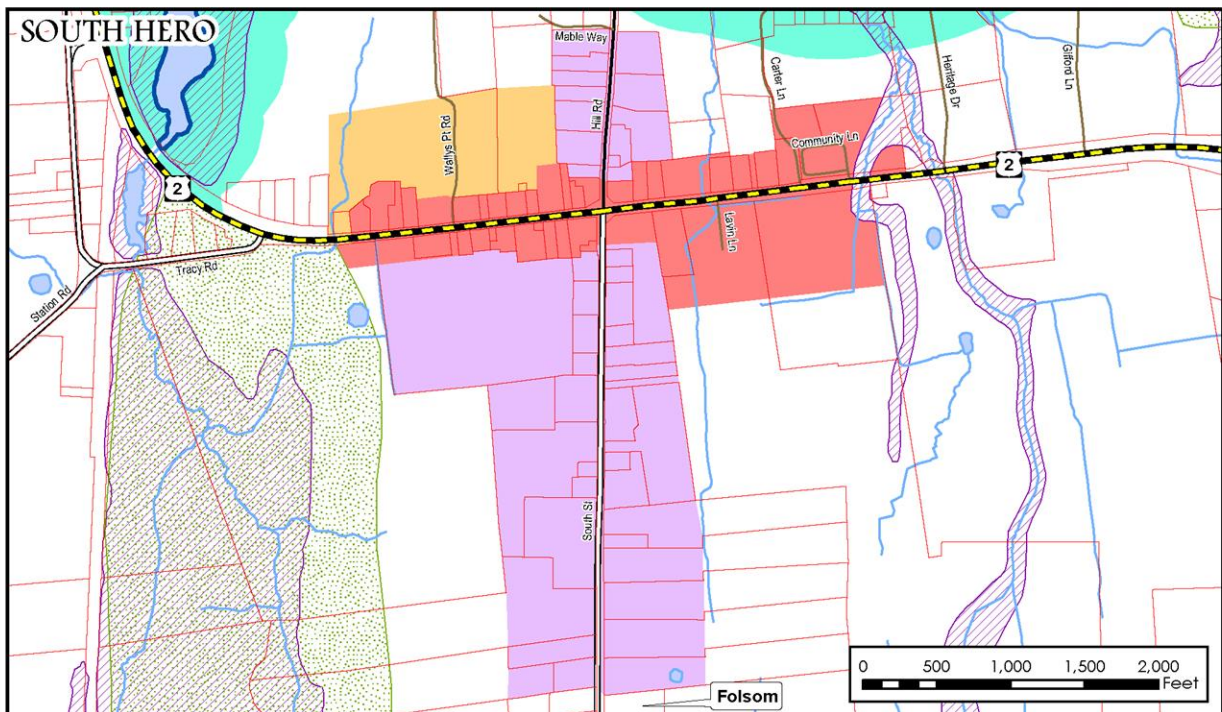 SOUTH HERO
Mable Way
Hill Rd
Wallys Pt Rd
Carter Ln
Heritage Dr
Gifford Ln
Community Ln
2
2
Lavin Ln
Tracy Rd
Station Rd
South St
0 500 1,000 1,500 2,000
Feet
Folsom